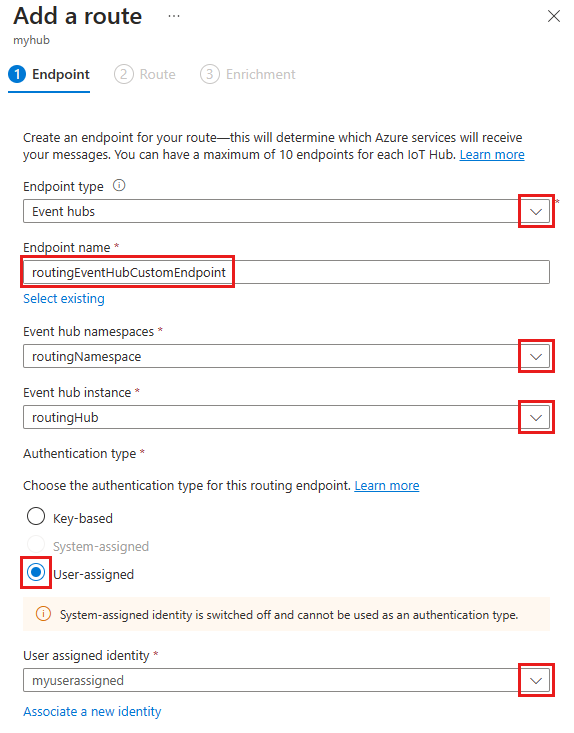 Add a route ...
myhub
1 Endpoint 2 Route 3 Enrichment
Create an endpoint for your route—this will determine which Azure services will receive
your messages. You can have a maximum of 10 endpoints for each IoT Hub. Learn more
Endpoint type
Event hubs *
Endpoint name *
routingEventHubCustomEndpoint
Select existing
Event hub namespaces *
routingNamespace
Event hub instance *
routingHub
Authentication type *
Choose the authentication type for this routing endpoint. Learn more
Key-based
System-assigned
User-assigned
System-assigned identity is switched off and cannot be used as an authentication type.
User assigned identity *
myuserassigned
Associate a new identity